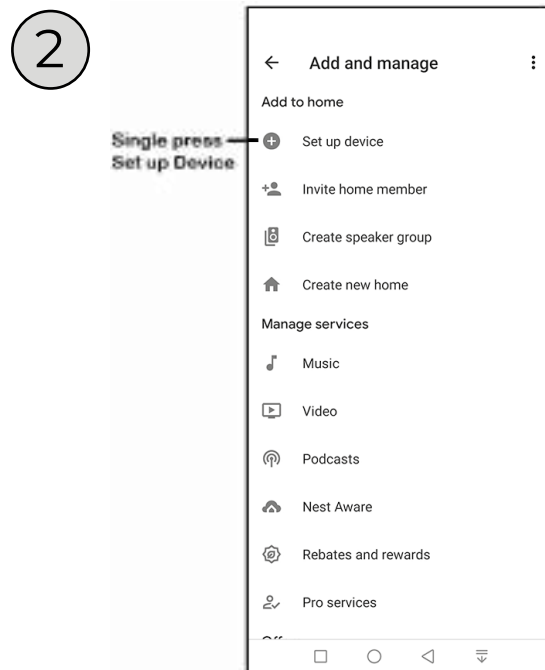 2
Add and manage
Add to home
Single press
Set up Device
Set up device
Invite home member
Create speaker group
Create new home
Manage services
Music
Video
Podcasts
Nest Aware
Rebates and rewards
Pro services